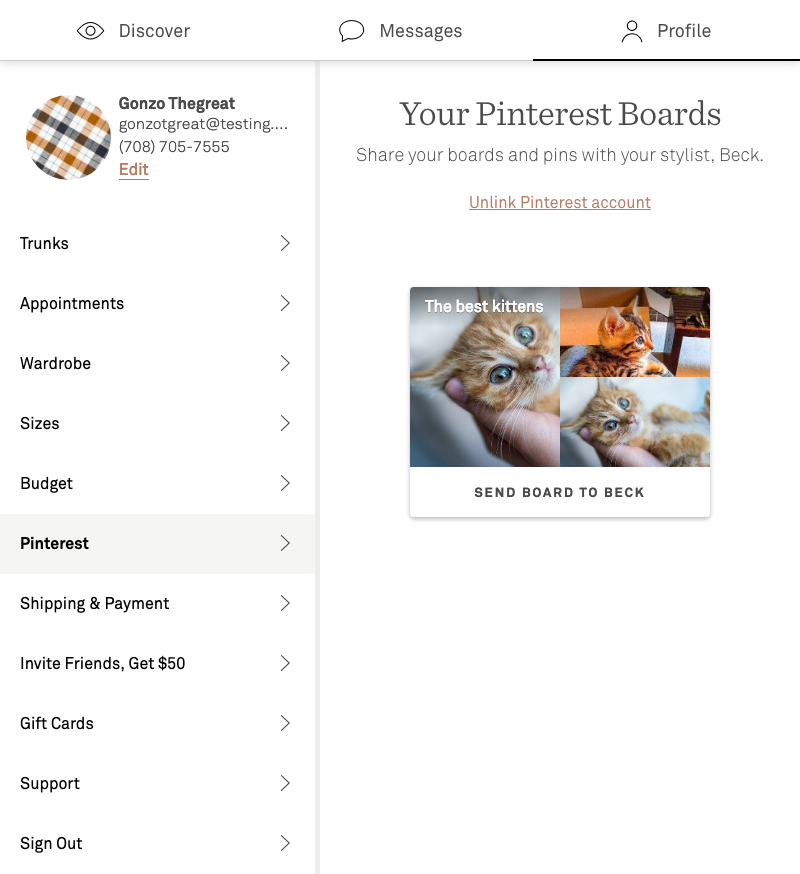 Discover
Messages
Profile
Gonzo Thegreat
gonzotgreat@testing....
(708) 705-7555
Edit
Trunks
Appointments
Wardrobe
Sizes
Budget
Pinterest
Shipping & Payment
Invite Friends, Get $50
Gift Cards
Support
Sign Out
Your Pinterest Boards
Share your boards and pins with your stylist, Beck.
Unlink Pinterest account
The best kittens
SEND BOARD TO BECK